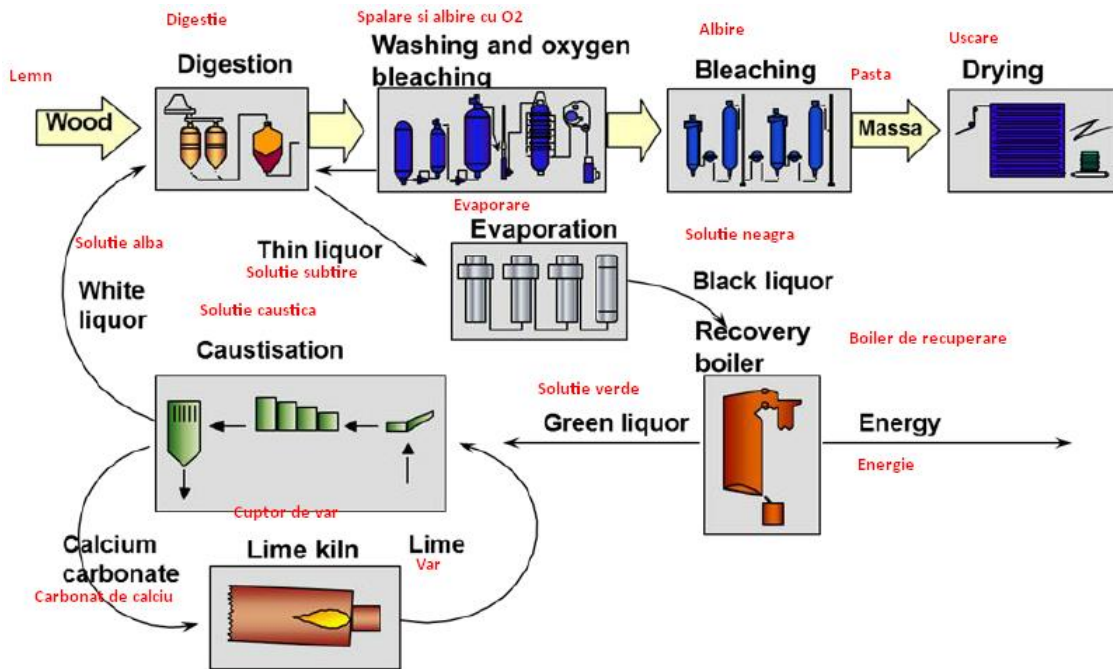 Digestie
Spalare si albire cu O2
Albire
Uscare
Lemn
Digestion
Washing and oxygen
bleaching
Bleaching
Pasta
Drying
Wood
Massa
Evaporare
Evaporation
Solutie alba
Thin liquor
Solutie subtire
Solutie neagra
Black liquor
White
liquor
Solutie caustica
Caustisation
Recovery
boiler
Boiler de recuperare
Solutie verde
Green liquor
Energy
Energie
Cuptor de var
Calcium
carbonate
Carbonat de calciu
Lime kiln
Lime
Var